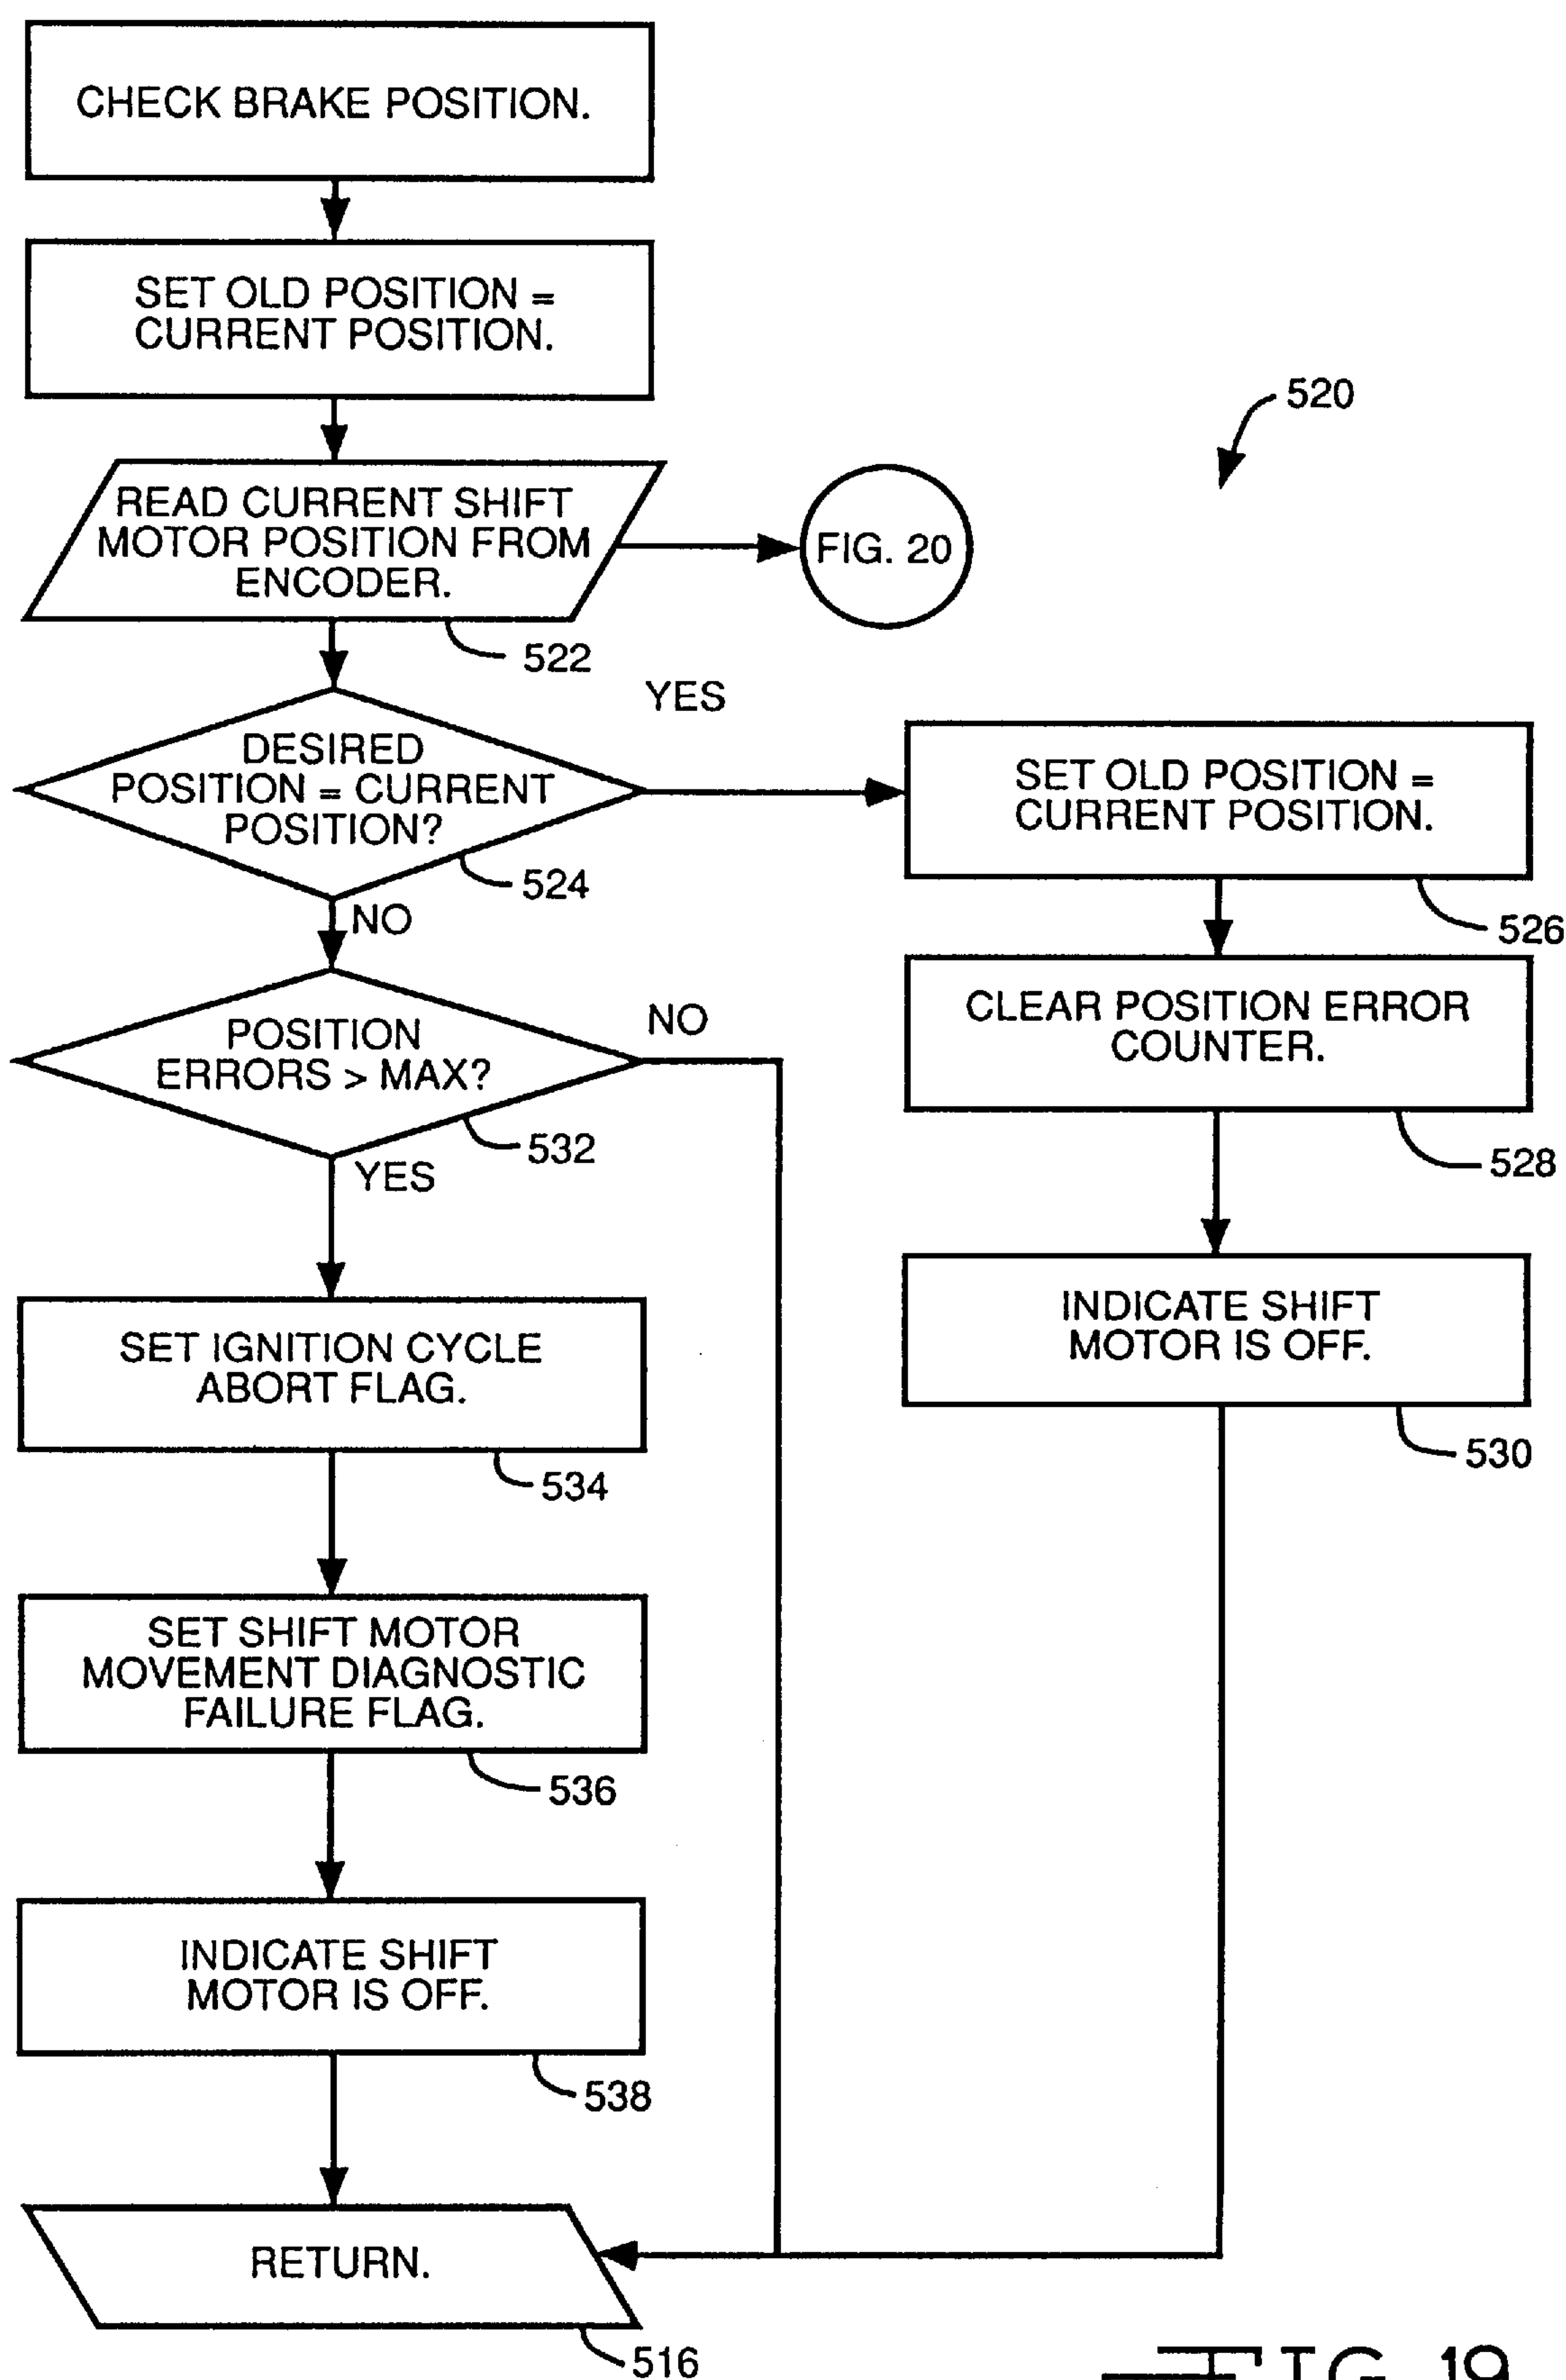 CHECK BRAKE POSITION.
SET OLD POSITION =
CURRENT POSITION.
520
READ CURRENT SHIFT
MOTOR POSITION FROM
ENCODER.
FIG. 20
522
YES
DESIRED
POSITION = CURRENT
POSITION?
524
NO
SET OLD POSITION =
CURRENT POSITION.
526
CLEAR POSITION ERROR
COUNTER.
528
POSITION
ERRORS > MAX?
NO
532
YES
INDICATE SHIFT
MOTOR IS OFF.
530
SET IGNITION CYCLE
ABORT FLAG.
534
SET SHIFT MOTOR
MOVEMENT DIAGNOSTIC
FAILURE FLAG.
536
INDICATE SHIFT
MOTOR IS OFF.
538
RETURN.
516
FIG. 19